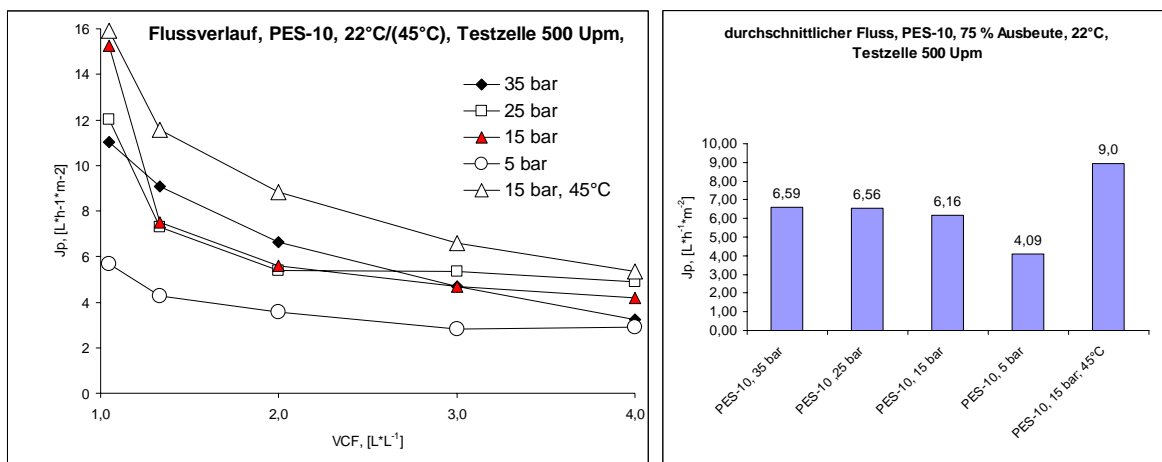 Flussverlauf, PES-10, 22°C/(45°C), Testzelle 500 Upm,
35 bar
25 bar
15 bar
5 bar
15 bar, 45°C
Jp, [L*h-1*m-2]
16
14
12
10
8
6
4
2
0
1,0
2,0
3,0
4,0
VCF, [L*L⁻¹]
durchschnittlicher Fluss, PES-10, 75 % Ausbeute, 22°C,
Testzelle 500 Upm
Jp, [L*h⁻¹*m⁻²]
10,00
9,00
8,00
7,00
6,00
5,00
4,00
3,00
2,00
1,00
0,00
6,59
6,56
6,16
4,09
9,0
PES-10, 35 bar
PES-10 ,25 bar
PES-10, 15 bar
PES-10, 5 bar
PES-10, 15 bar, 45°C